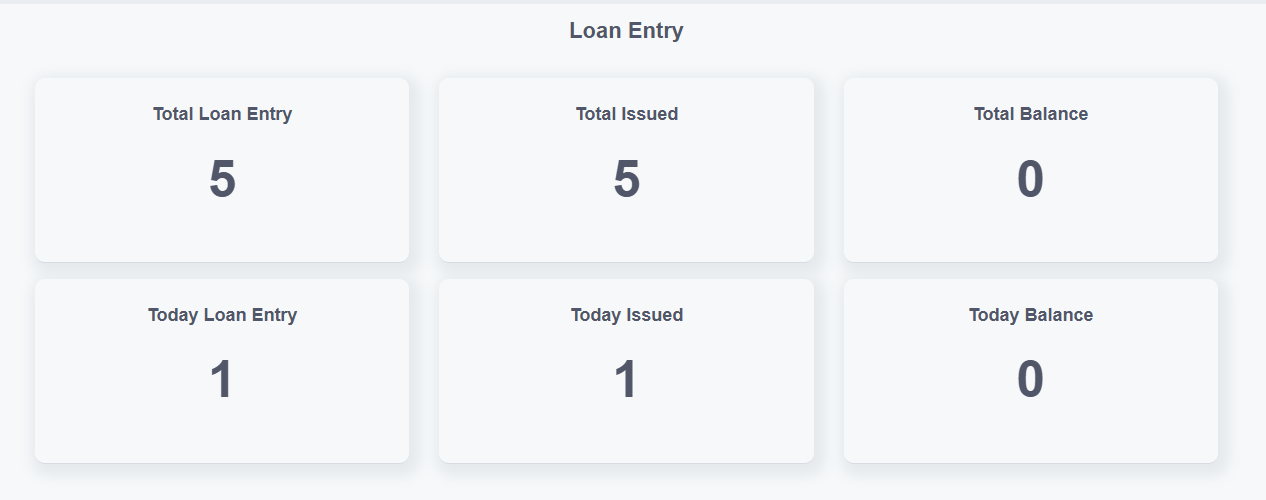 Loan Entry
Total Loan Entry
5
Total Issued
5
Total Balance
0
Today Loan Entry
1
Today Issued
1
Today Balance
0